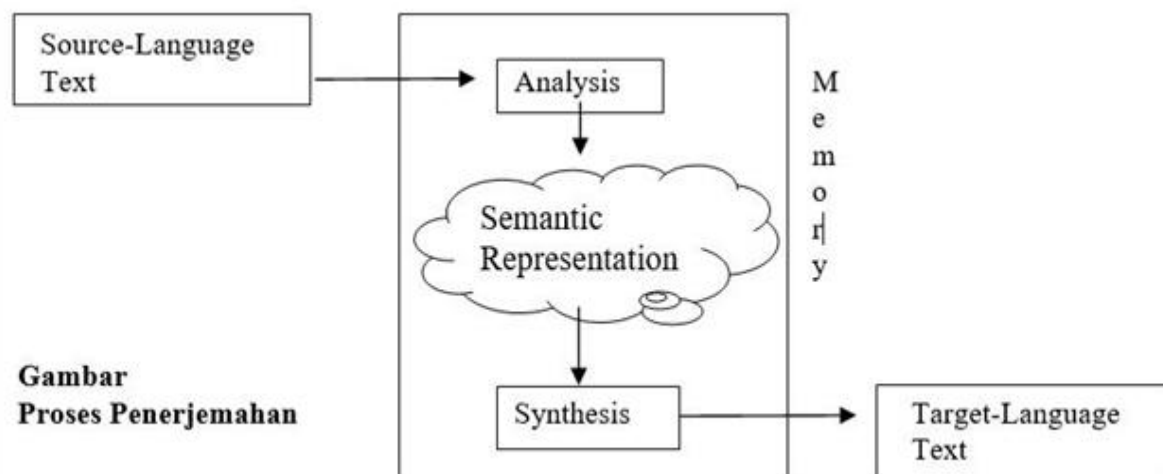 Source-Language
Text
Analysis
M
e
m
o
r
y
Semantic
Representation
Gambar
Proses Penerjemahan
Synthesis
Target-Language
Text